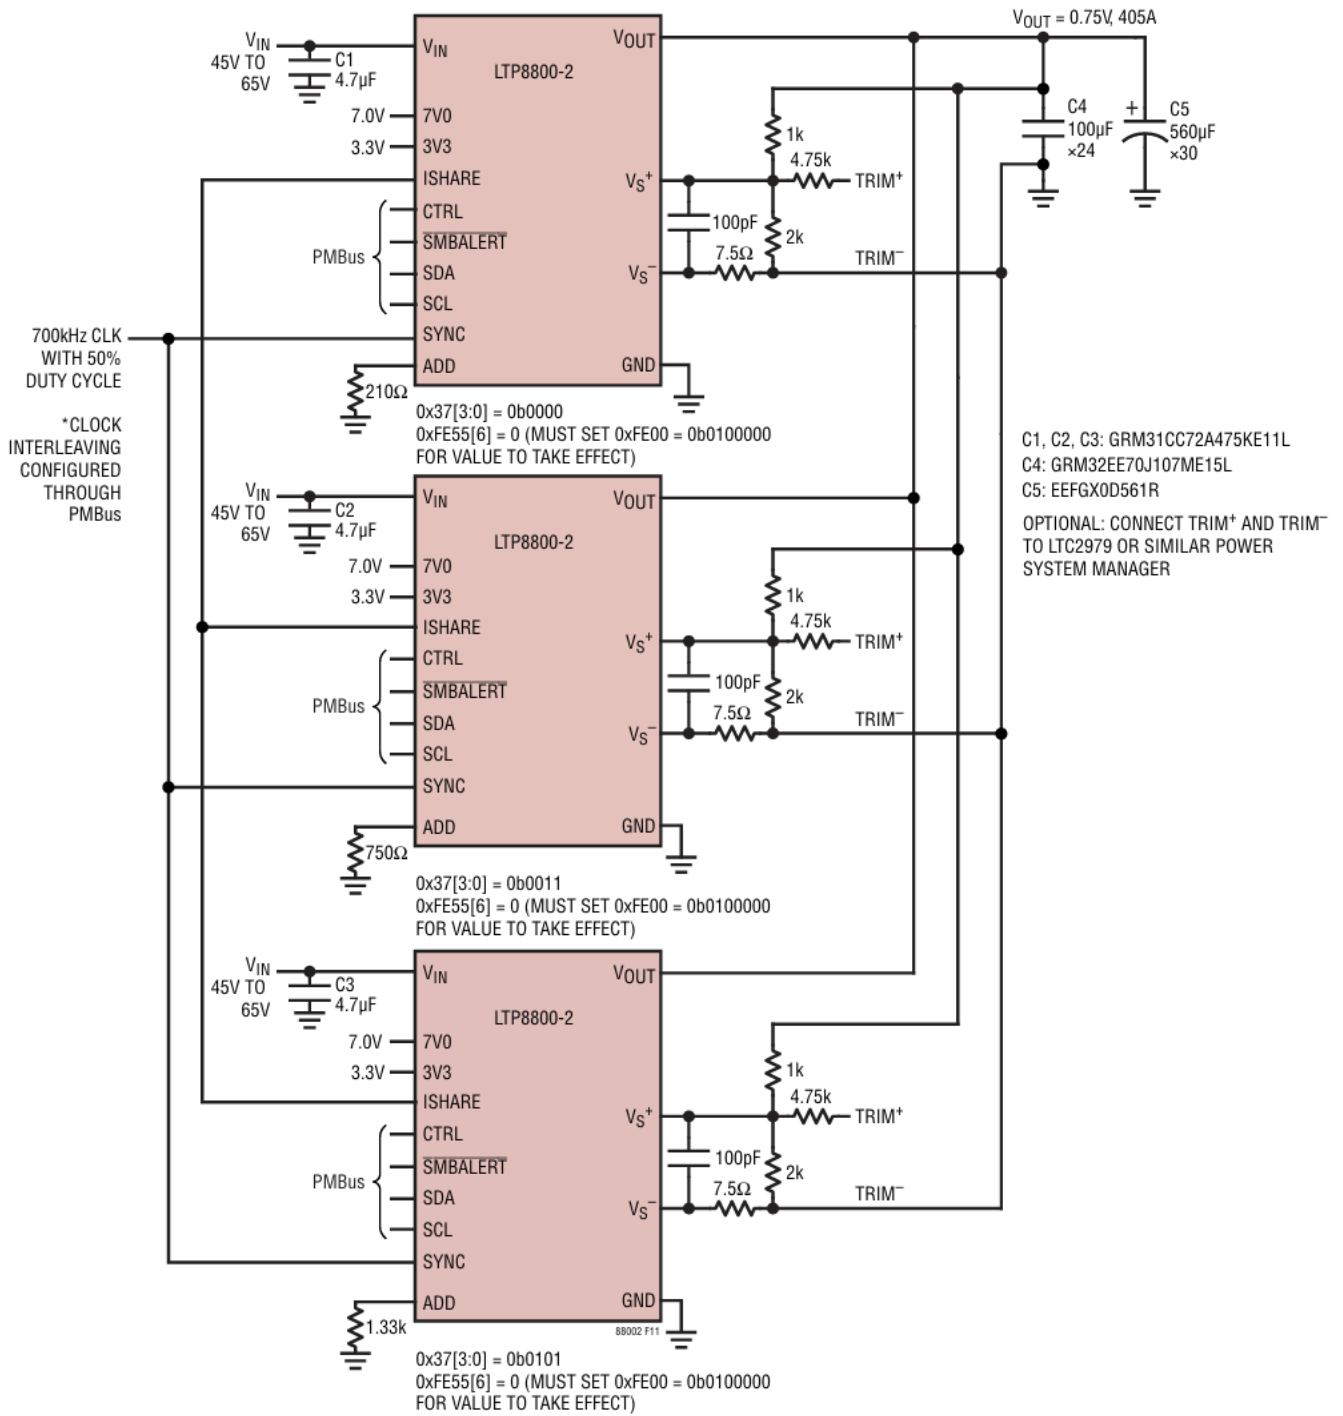 VOUT = 0.75V, 405A
VIN
45V TO
65V
C1
4.7µF
VIN
VOUT
LTP8800-2
7.0V
7V0
3.3V
3V3
ISHARE
PMBus
CTRL
SMBALERT
SDA
SCL
700kHz CLK
WITH 50%
DUTY CYCLE
SYNC
ADD
210Ω
VS+
VS–
GND
1k
4.75k
TRIM+
100pF
2k
7.5Ω
TRIM–
C4
100µF
×24
+
C5
560µF
×30
*CLOCK
INTERLEAVING
CONFIGURED
THROUGH
PMBus
0x37[3:0] = 0b0000
0xFE55[6] = 0 (MUST SET 0xFE00 = 0b0100000
FOR VALUE TO TAKE EFFECT)
C1, C2, C3: GRM31CC72A475KE11L
C4: GRM32EE70J107ME15L
C5: EEFGX0D561R
OPTIONAL: CONNECT TRIM+ AND TRIM–
TO LTC2979 OR SIMILAR POWER
SYSTEM MANAGER
VIN
45V TO
65V
C2
4.7µF
VIN
VOUT
LTP8800-2
7.0V
7V0
3.3V
3V3
ISHARE
PMBus
CTRL
SMBALERT
SDA
SCL
SYNC
ADD
750Ω
VS+
VS–
GND
1k
4.75k
TRIM+
100pF
2k
7.5Ω
TRIM–
0x37[3:0] = 0b0011
0xFE55[6] = 0 (MUST SET 0xFE00 = 0b0100000
FOR VALUE TO TAKE EFFECT)
VIN
45V TO
65V
C3
4.7µF
VIN
VOUT
LTP8800-2
7.0V
7V0
3.3V
3V3
ISHARE
PMBus
CTRL
SMBALERT
SDA
SCL
SYNC
ADD
1.33k
VS+
VS–
GND
1k
4.75k
TRIM+
100pF
2k
7.5Ω
TRIM–
88002 F11
0x37[3:0] = 0b0101
0xFE55[6] = 0 (MUST SET 0xFE00 = 0b0100000
FOR VALUE TO TAKE EFFECT)